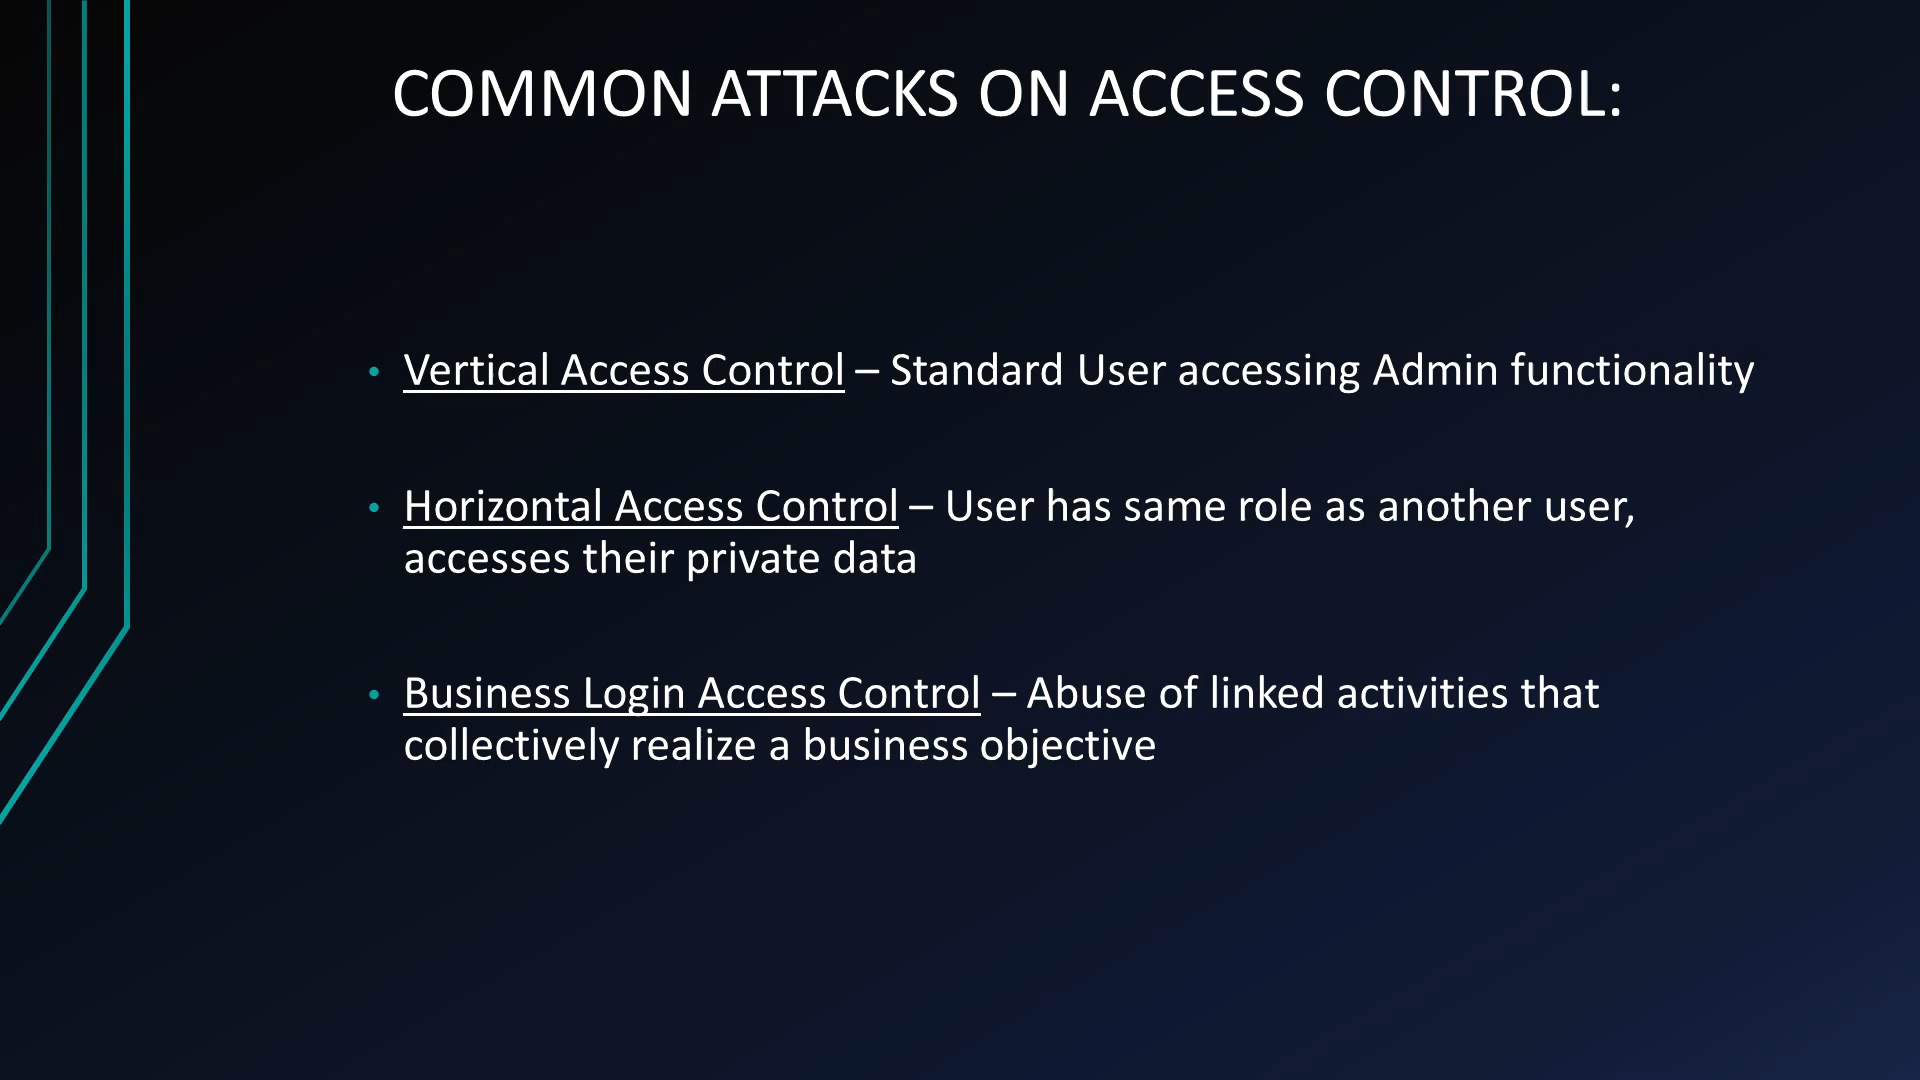 COMMON ATTACKS ON ACCESS CONTROL:
• Vertical Access Control – Standard User accessing Admin functionality
• Horizontal Access Control – User has same role as another user,
accesses their private data
• Business Login Access Control – Abuse of linked activities that
collectively realize a business objective